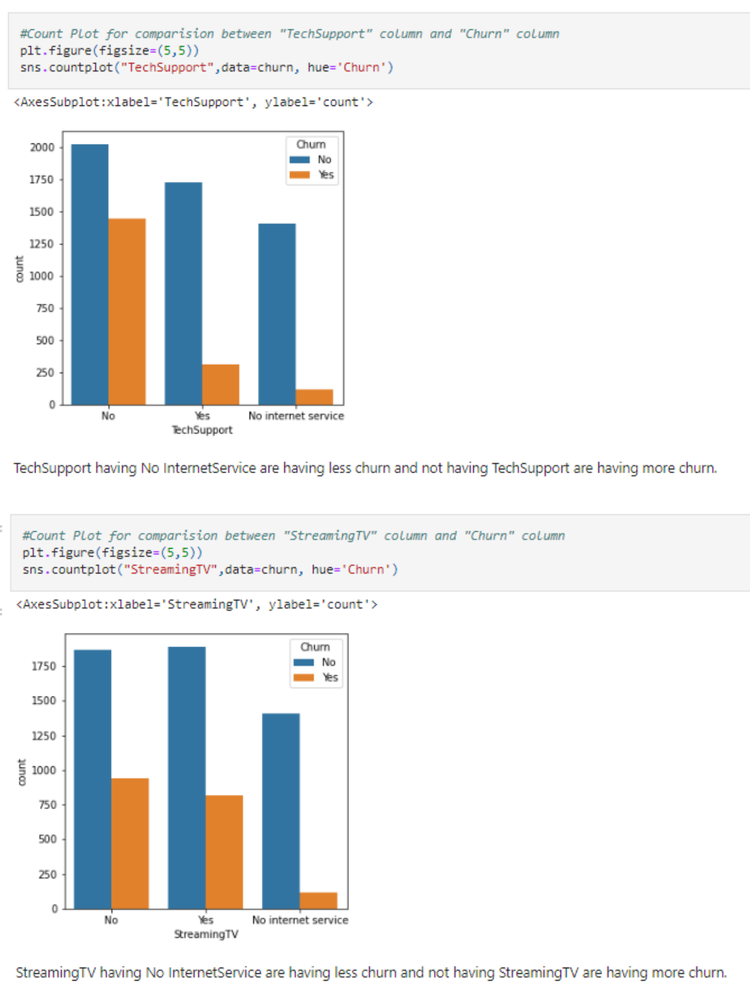 #Count Plot for comparision between "TechSupport" column and "Churn" column
plt.figure(figsize=(5,5))
sns.countplot("TechSupport",data=churn, hue='Churn')
<AxesSubplot:xlabel='TechSupport', ylabel='count'>
Churn
No
Yes
2000
1750
1500
1250
1000
750
500
250
0
count
No Yes No internet service
TechSupport
TechSupport having No InternetService are having less churn and not having TechSupport are having more churn.
#Count Plot for comparision between "StreamingTV" column and "Churn" column
plt.figure(figsize=(5,5))
sns.countplot("StreamingTV",data=churn, hue='Churn')
<AxesSubplot:xlabel='StreamingTV', ylabel='count'>
Churn
No
Yes
1750
1500
1250
1000
750
500
250
0
count
No Yes No internet service
StreamingTV
StreamingTV having No InternetService are having less churn and not having StreamingTV are having more churn.